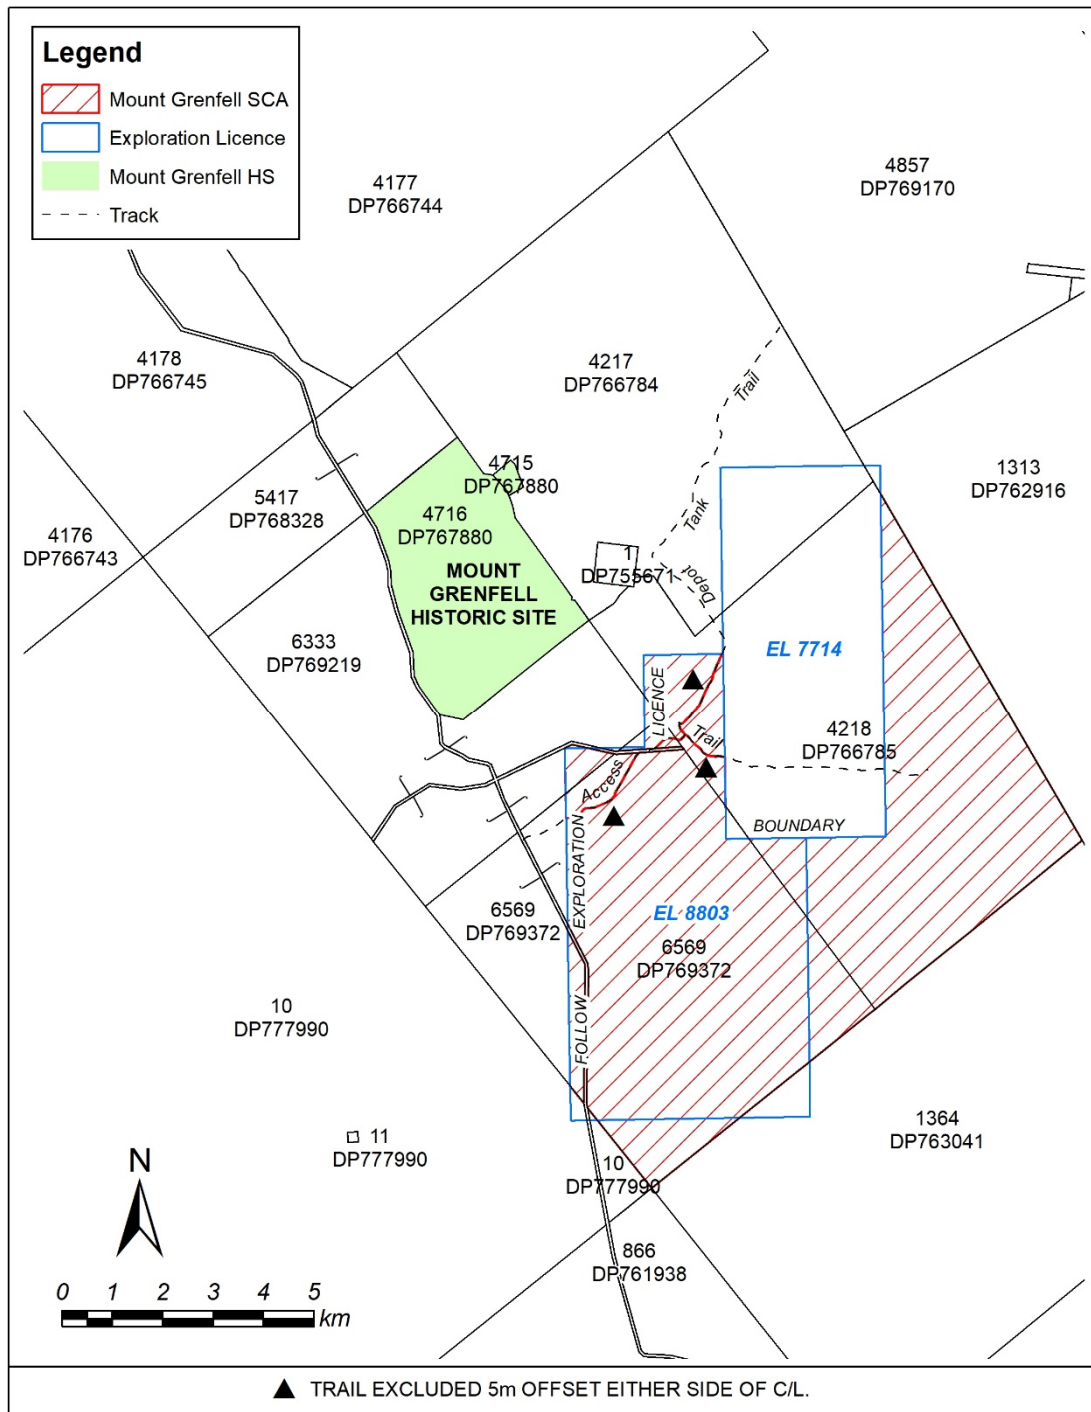 Legend
Mount Grenfell SCA
Exploration Licence
Mount Grenfell HS
Track
4177
DP766744
4857
DP769170
4178
DP766745
4217
DP766784
Trail
4715
DP767880
1313
DP762916
5417
DP768328
4716
DP767880
Tank
4176
DP766743
1
DP755671
Depot
MOUNT
GRENFELL
HISTORIC SITE
6333
DP769219
EL 7714
LICENCE
4218
DP766785
Trail
Access
BOUNDARY
EXPLORATION
6569
DP769372
EL 8803
6569
DP769372
10
DP777990
FOLLOW
11
DP777990
1364
DP763041
10
DP777990
N
866
DP761938
0 1 2 3 4 5
km
▲ TRAIL EXCLUDED 5m OFFSET EITHER SIDE OF C/L.